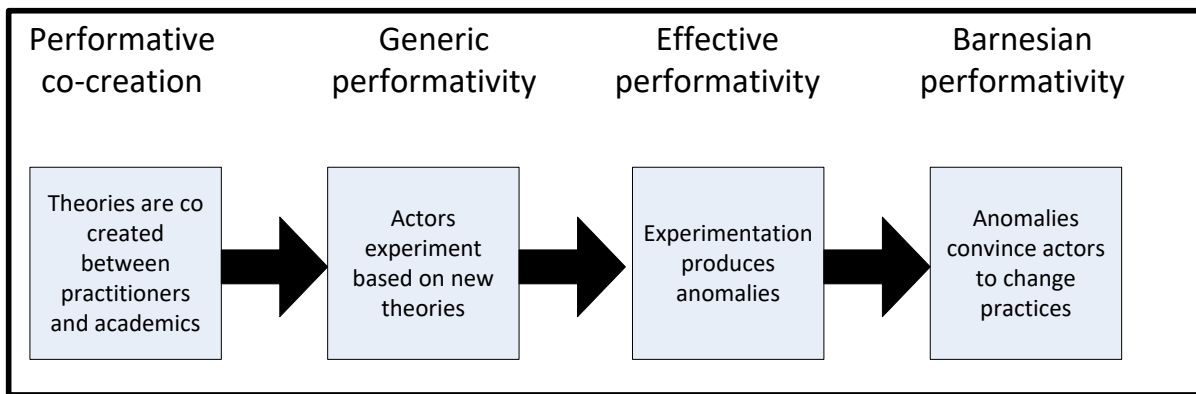 Performative
co-creation
Generic
performativity
Effective
performativity
Barnesian
performativity
Theories are co
created
between
practitioners
and academics
Actors
experiment
based on new
theories
Experimentation
produces
anomalies
Anomalies
convince actors
to change
practices